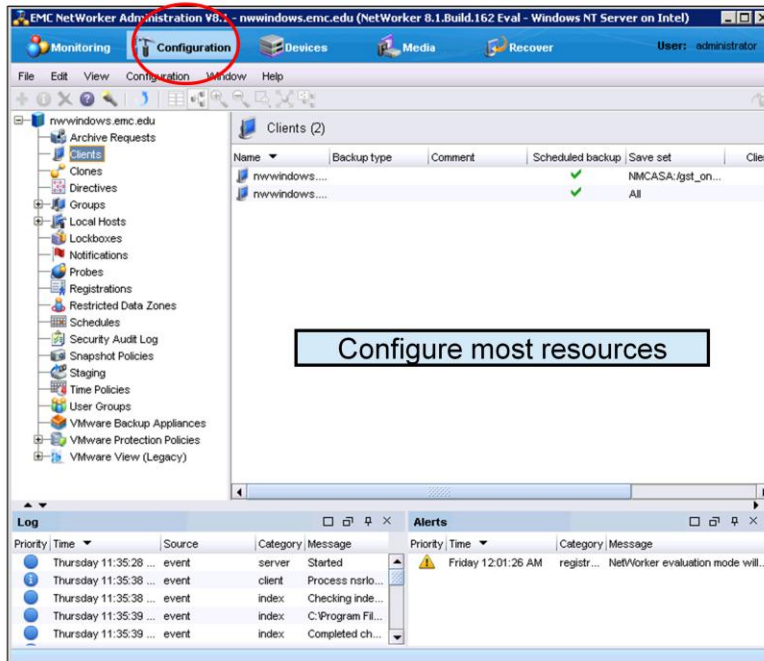 EMC NetWorker Administration V8.1 - nwwindows.emc.edu (NetWorker 8.1.Build.162 Eval - Windows NT Server on Intel)
Monitoring Configuration Devices Media Recover User: administrator
File Edit View Configuration Window Help
nwwindows.emc.edu
Archive Requests
Clients
Clones
Directives
Groups
Local Hosts
Lockboxes
Notifications
Probes
Registrations
Restricted Data Zones
Schedules
Security Audit Log
Snapshot Policies
Staging
Time Policies
User Groups
VMware Backup Appliances
VMware Protection Policies
VMware View (Legacy)
Clients (2)
Name Backup type Comment Scheduled backup Save set Clie
nwwindows.... NMCASA:/gst_on...
nwwindows.... All
Configure most resources
Log
Priority Time Source Category Message
Thursday 11:35:28 ... event server Started
Thursday 11:35:38 ... event client Process nsrlo...
Thursday 11:35:38 ... event index Checking inde...
Thursday 11:35:39 ... event index C:\Program Fil...
Thursday 11:35:39 ... event index Completed ch...
Alerts
Priority Time Category Message
Friday 12:01:26 AM registr... NetWorker evaluation mode will...